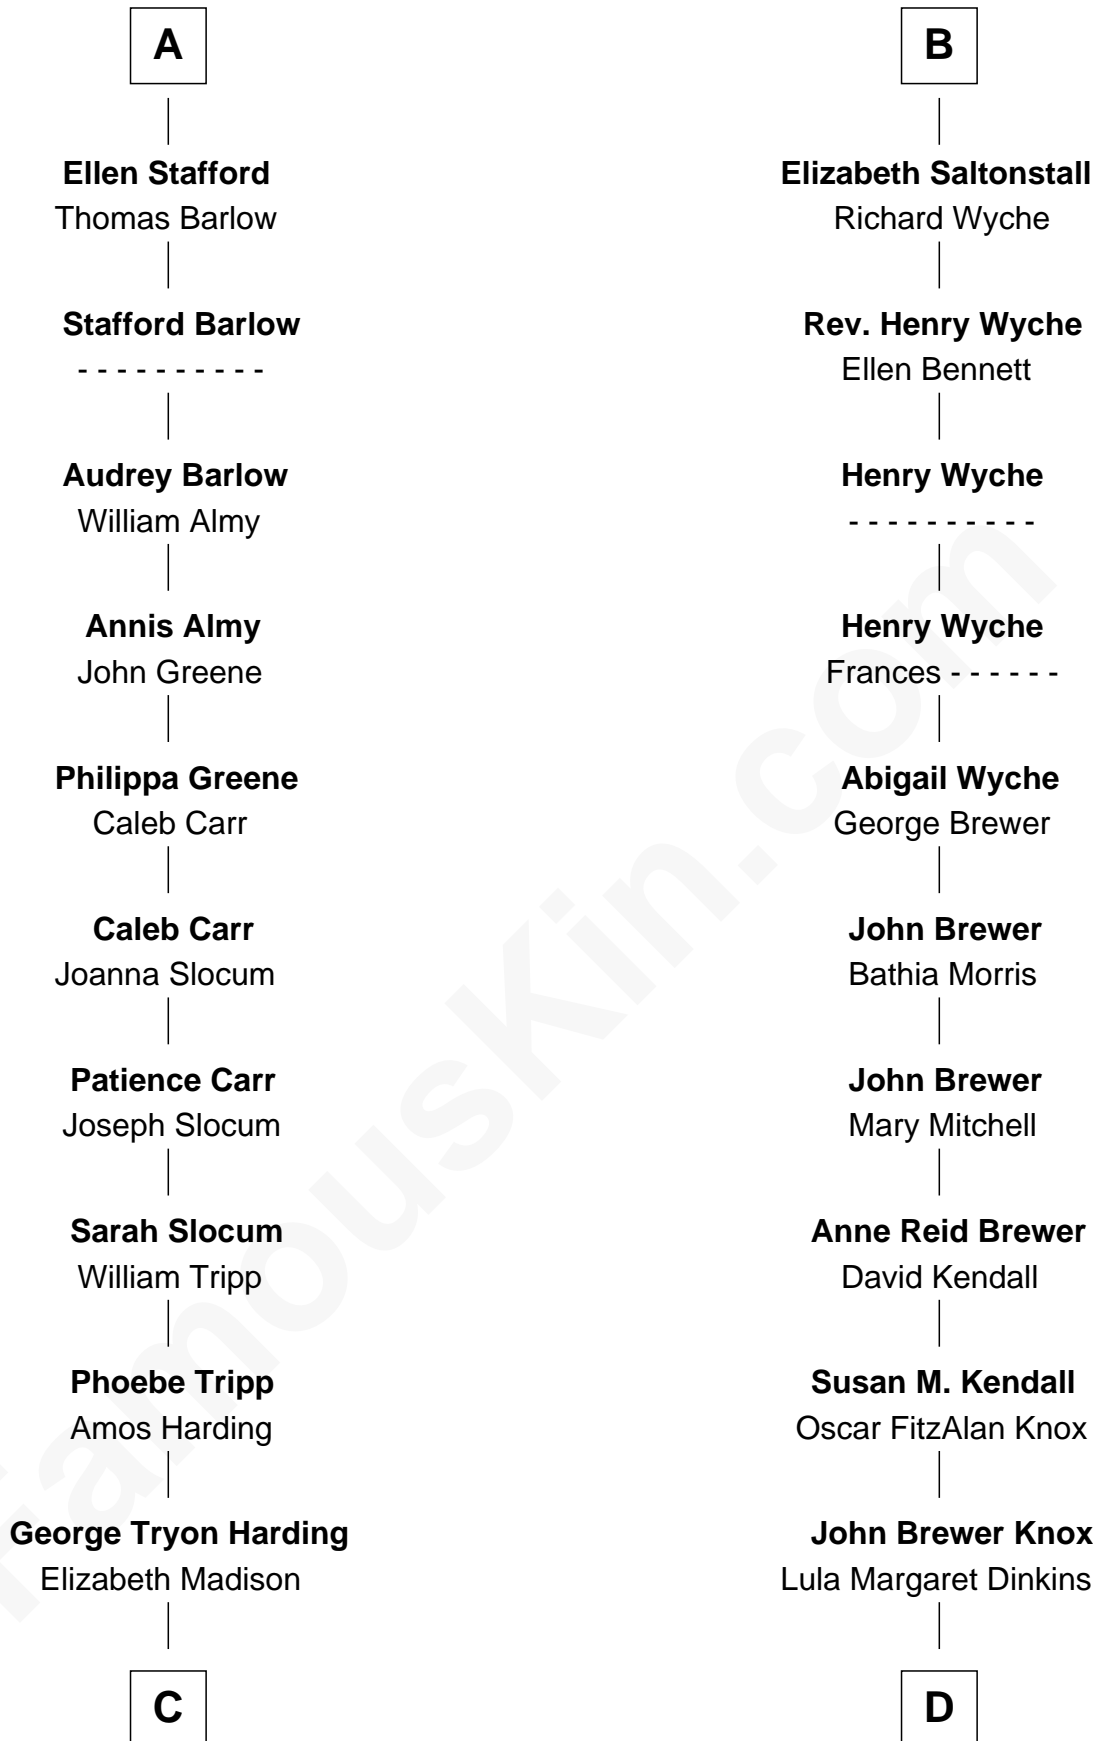 A
Ellen Stafford
Thomas Barlow
Stafford Barlow
- - - - - - - - - -
Audrey Barlow
William Almy
Annis Almy
John Greene
Philippa Greene
Caleb Carr
Caleb Carr
Joanna Slocum
Patience Carr
Joseph Slocum
Sarah Slocum
William Tripp
Phoebe Tripp
Amos Harding
George Tryon Harding
Elizabeth Madison
C
B
Elizabeth Saltonstall
Richard Wyche
Rev. Henry Wyche
Ellen Bennett
Henry Wyche
- - - - - - - - - -
Henry Wyche
Frances - - - - - -
Abigail Wyche
George Brewer
John Brewer
Bathia Morris
John Brewer
Mary Mitchell
Anne Reid Brewer
David Kendall
Susan M. Kendall
Oscar FitzAlan Knox
John Brewer Knox
Lula Margaret Dinkins
D
FamousKin.com